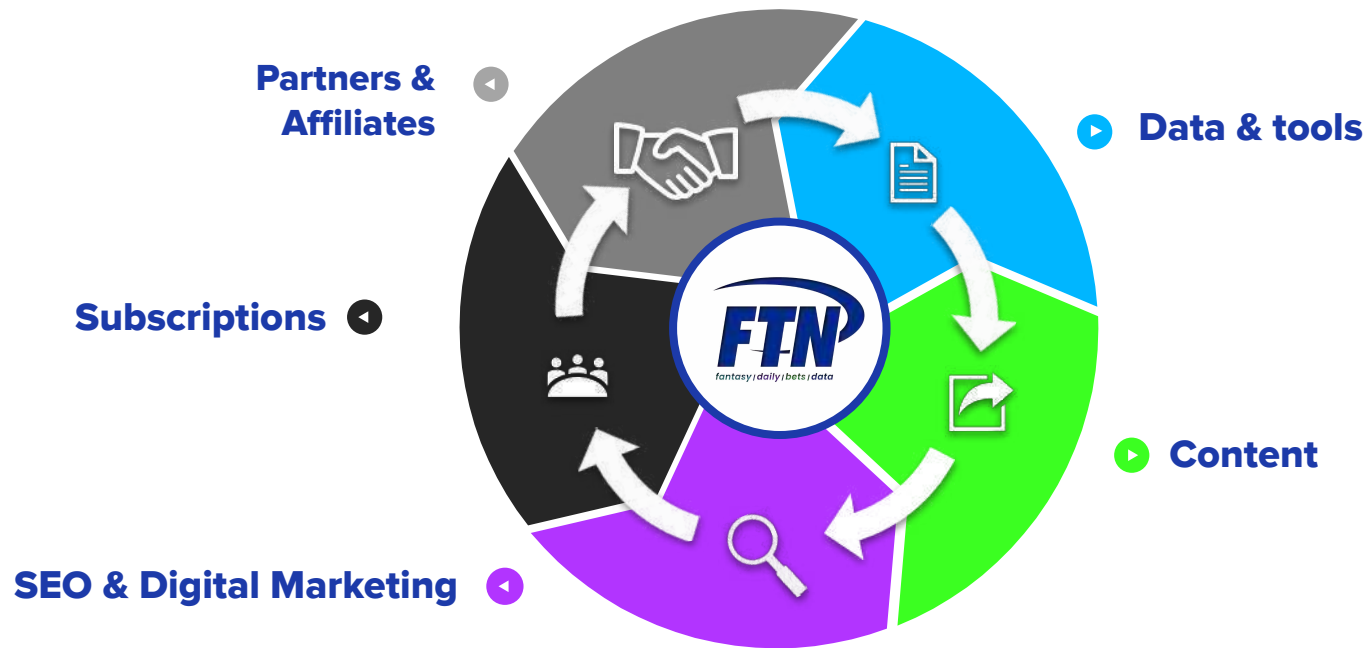 Partners &
Affiliates
Data & tools
Subscriptions
FTN
fantasy | daily | bets | data
Content
SEO & Digital Marketing